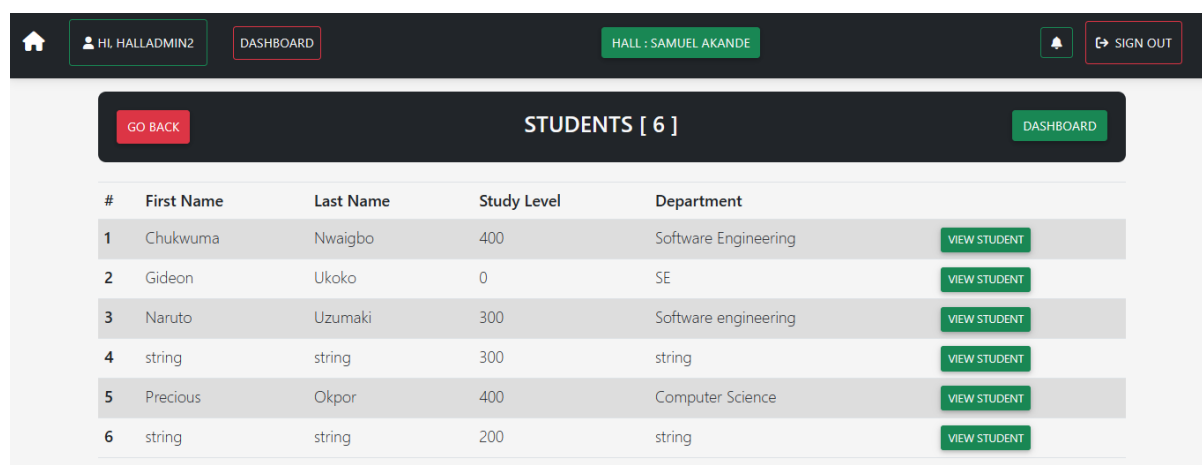 HI, HALLADMIN2 DASHBOARD HALL : SAMUEL AKANDE SIGN OUT
GO BACK STUDENTS [ 6 ] DASHBOARD
# First Name Last Name Study Level Department
1 Chukwuma Nwaigbo 400 Software Engineering VIEW STUDENT
2 Gideon Ukoko 0 SE VIEW STUDENT
3 Naruto Uzumaki 300 Software engineering VIEW STUDENT
4 string string 300 string VIEW STUDENT
5 Precious Okpor 400 Computer Science VIEW STUDENT
6 string string 200 string VIEW STUDENT